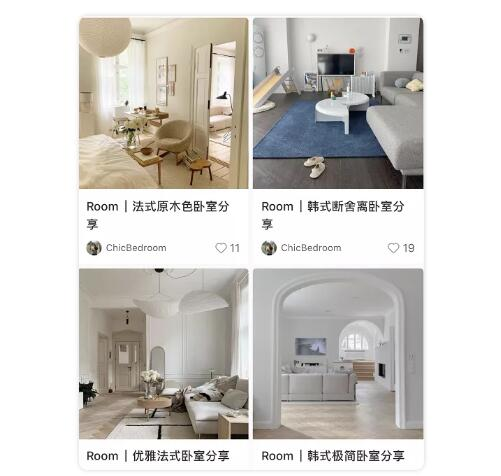 Room｜法式原木色卧室分
享
ChicBedroom
11
Room｜韩式断舍离卧室分
享
ChicBedroom
19
Room｜优雅法式卧室分享
Room｜韩式极简卧室分享